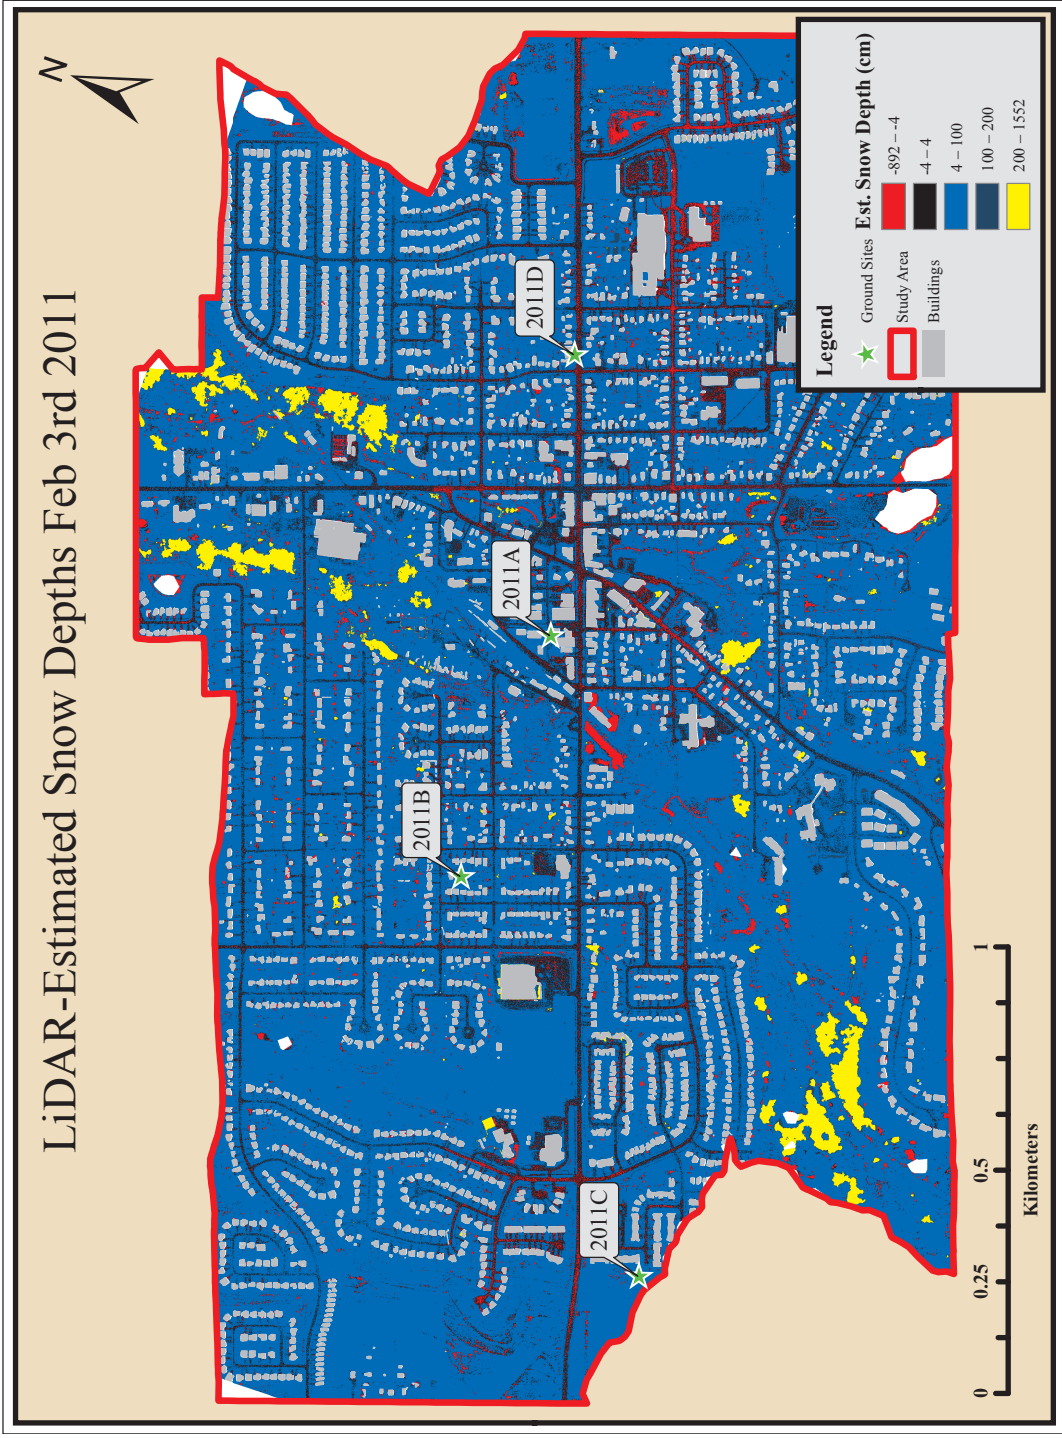 LiDAR-Estimated Snow Depths Feb 3rd 2011
N
2011A
2011B
2011C
2011D
Legend
Ground Sites
Study Area
Buildings
Est. Snow Depth (cm)
-892 – -4
-4 – 4
4 – 100
100 – 200
200 – 1552
0 0.25 0.5 1
Kilometers